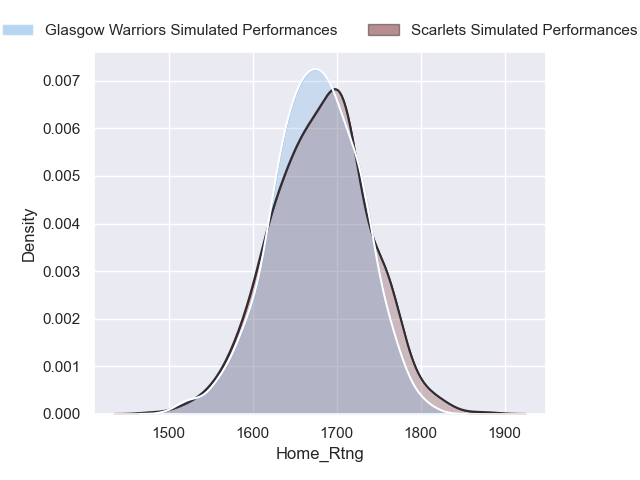 Glasgow Warriors Simulated Performances
Scarlets Simulated Performances
0.007
0.006
0.005
0.004
0.003
0.002
0.001
0.000
Density
1500 1600 1700 1800 1900
Home_Rtng